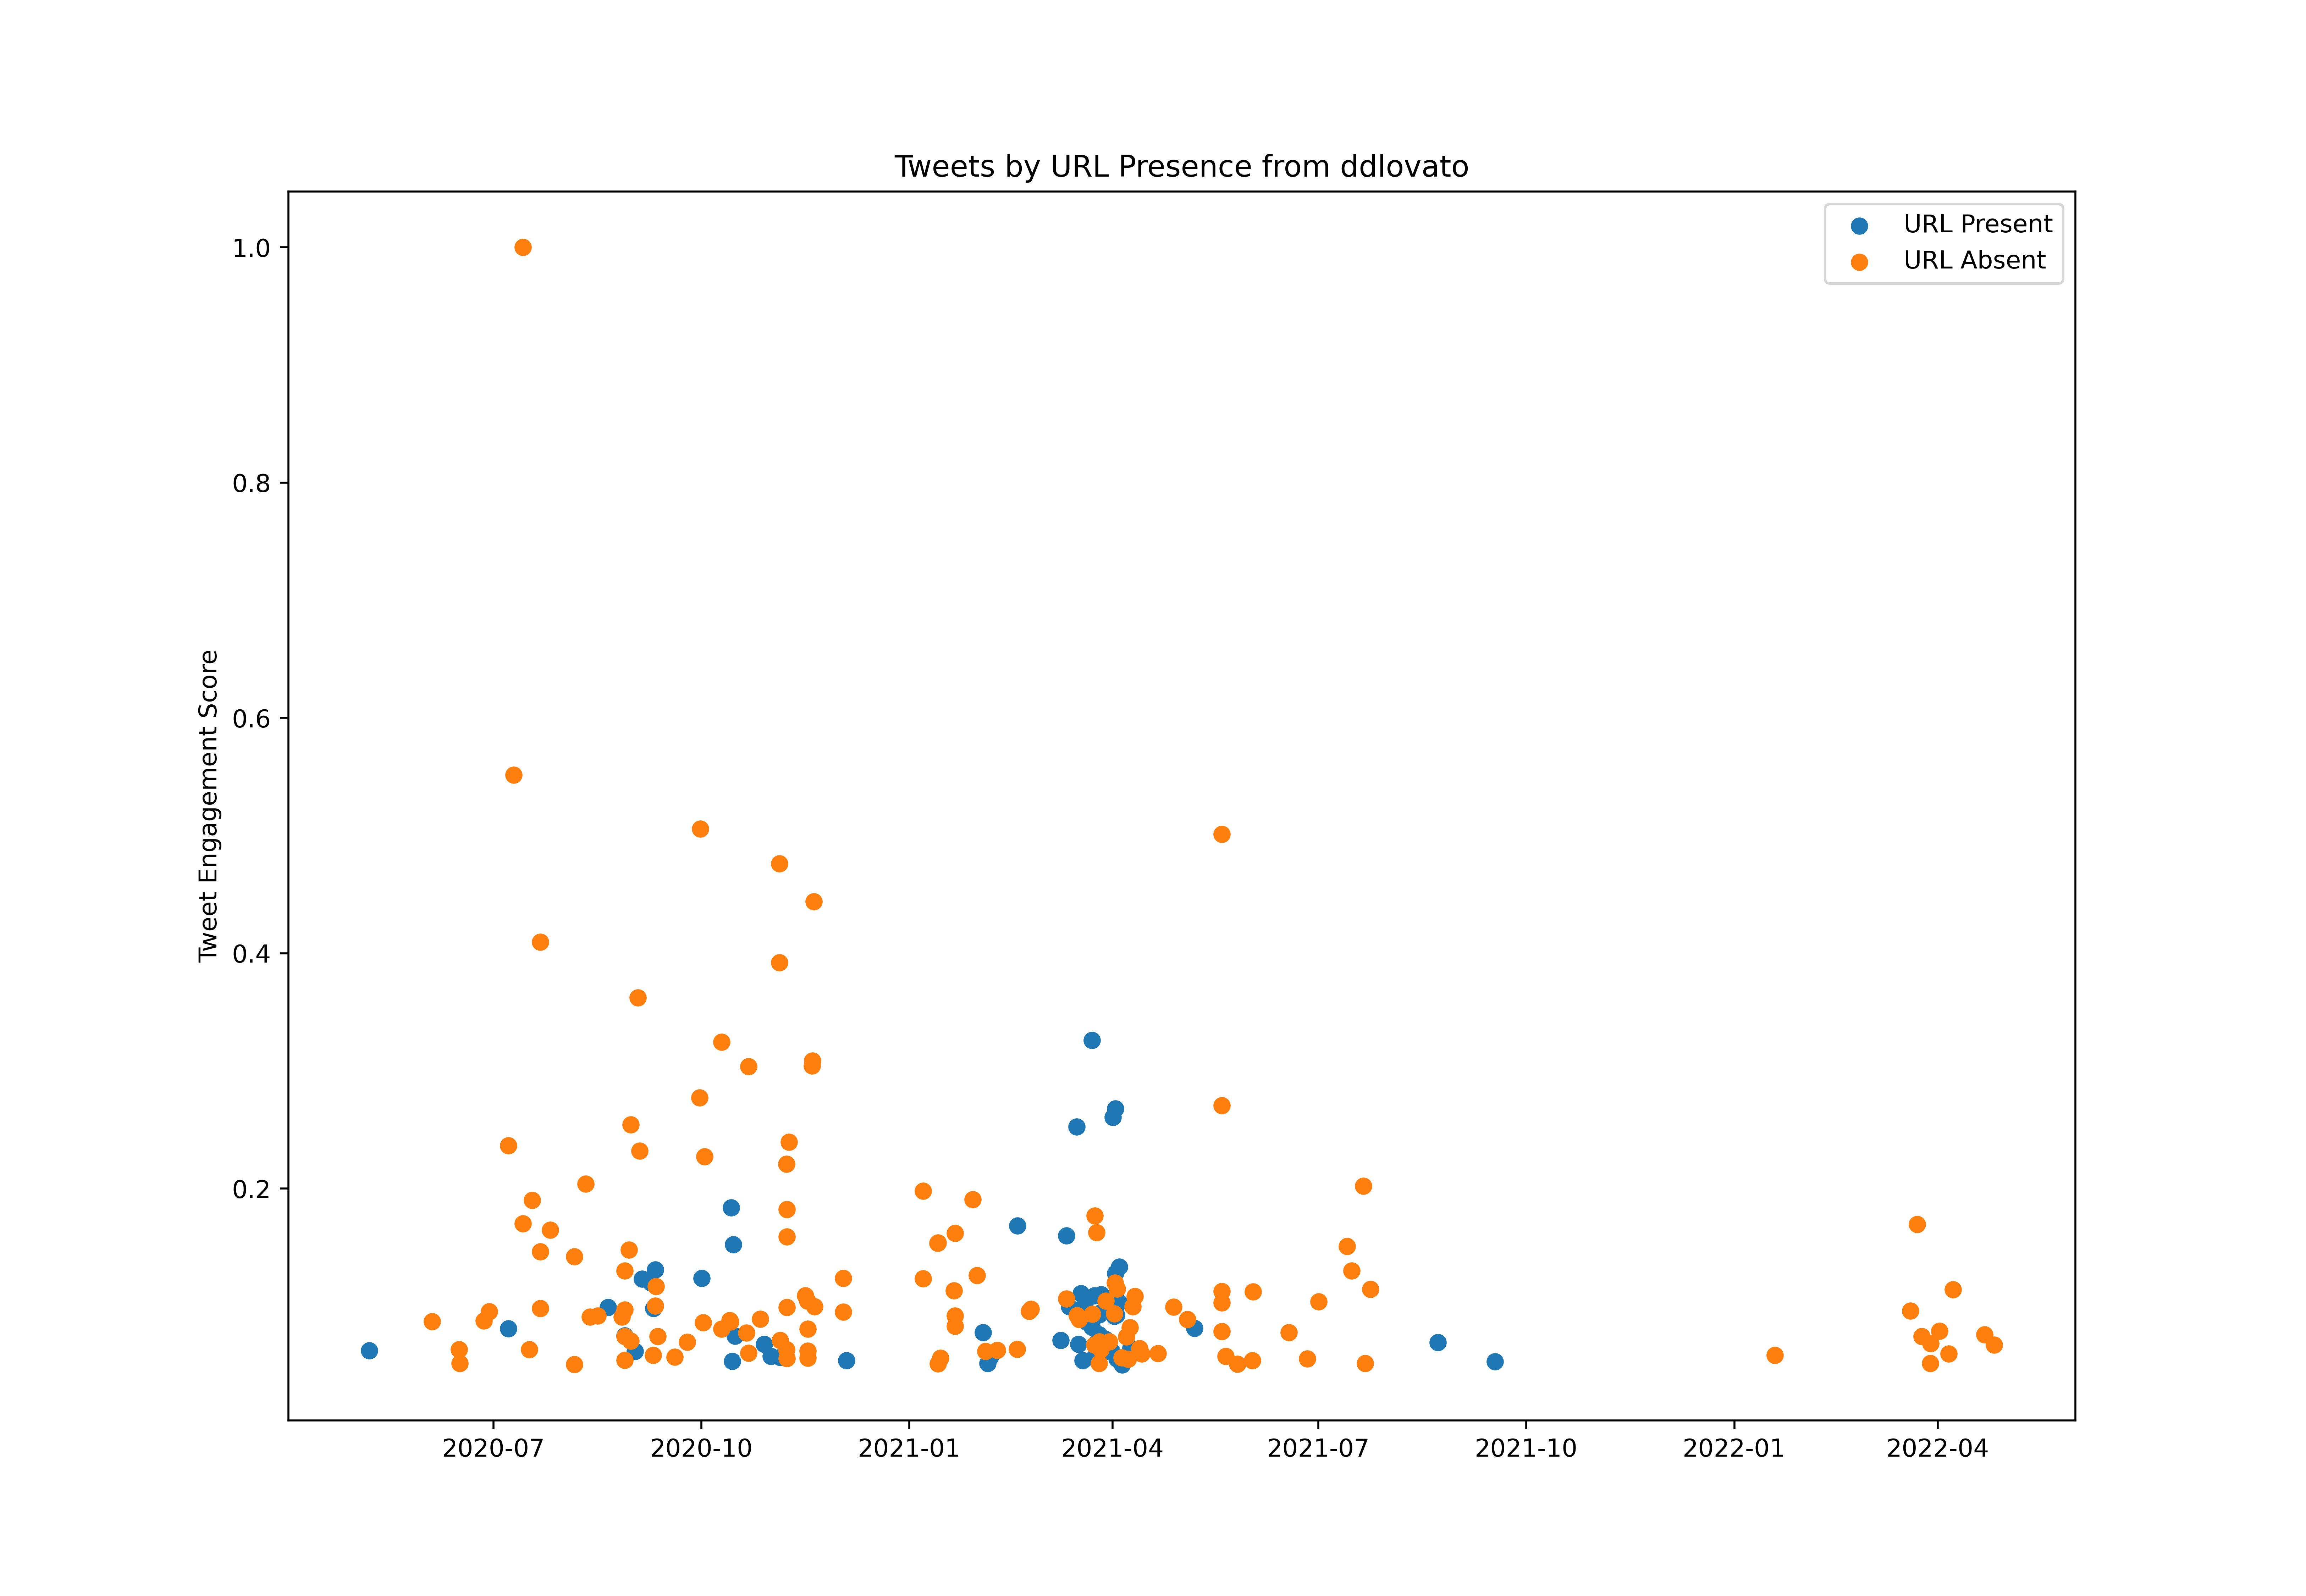 Tweets by URL Presence from ddlovato
URL Present
URL Absent
Tweet Engagement Score
1.0
0.8
0.6
0.4
0.2
2020-07 2020-10 2021-01 2021-04 2021-07 2021-10 2022-01 2022-04